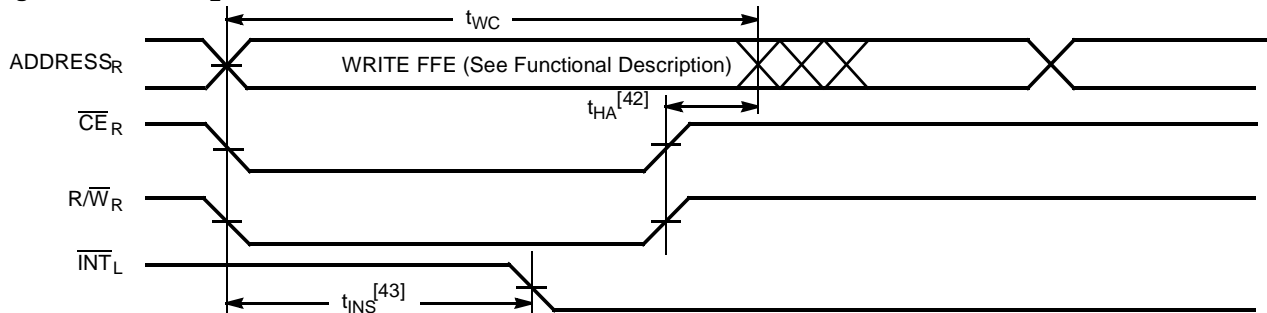 tWC
ADDRESSR
WRITE FFE (See Functional Description)
tHA[42]
CER
R/WR
INTL
tINS[43]